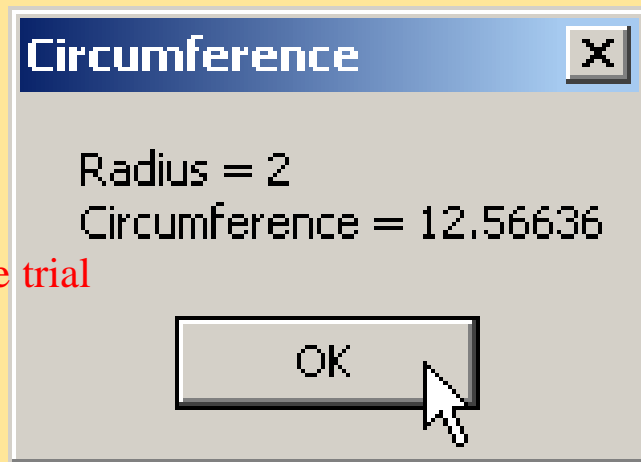 Circumference
Radius = 2
Circumference = 12.56636
e trial
OK